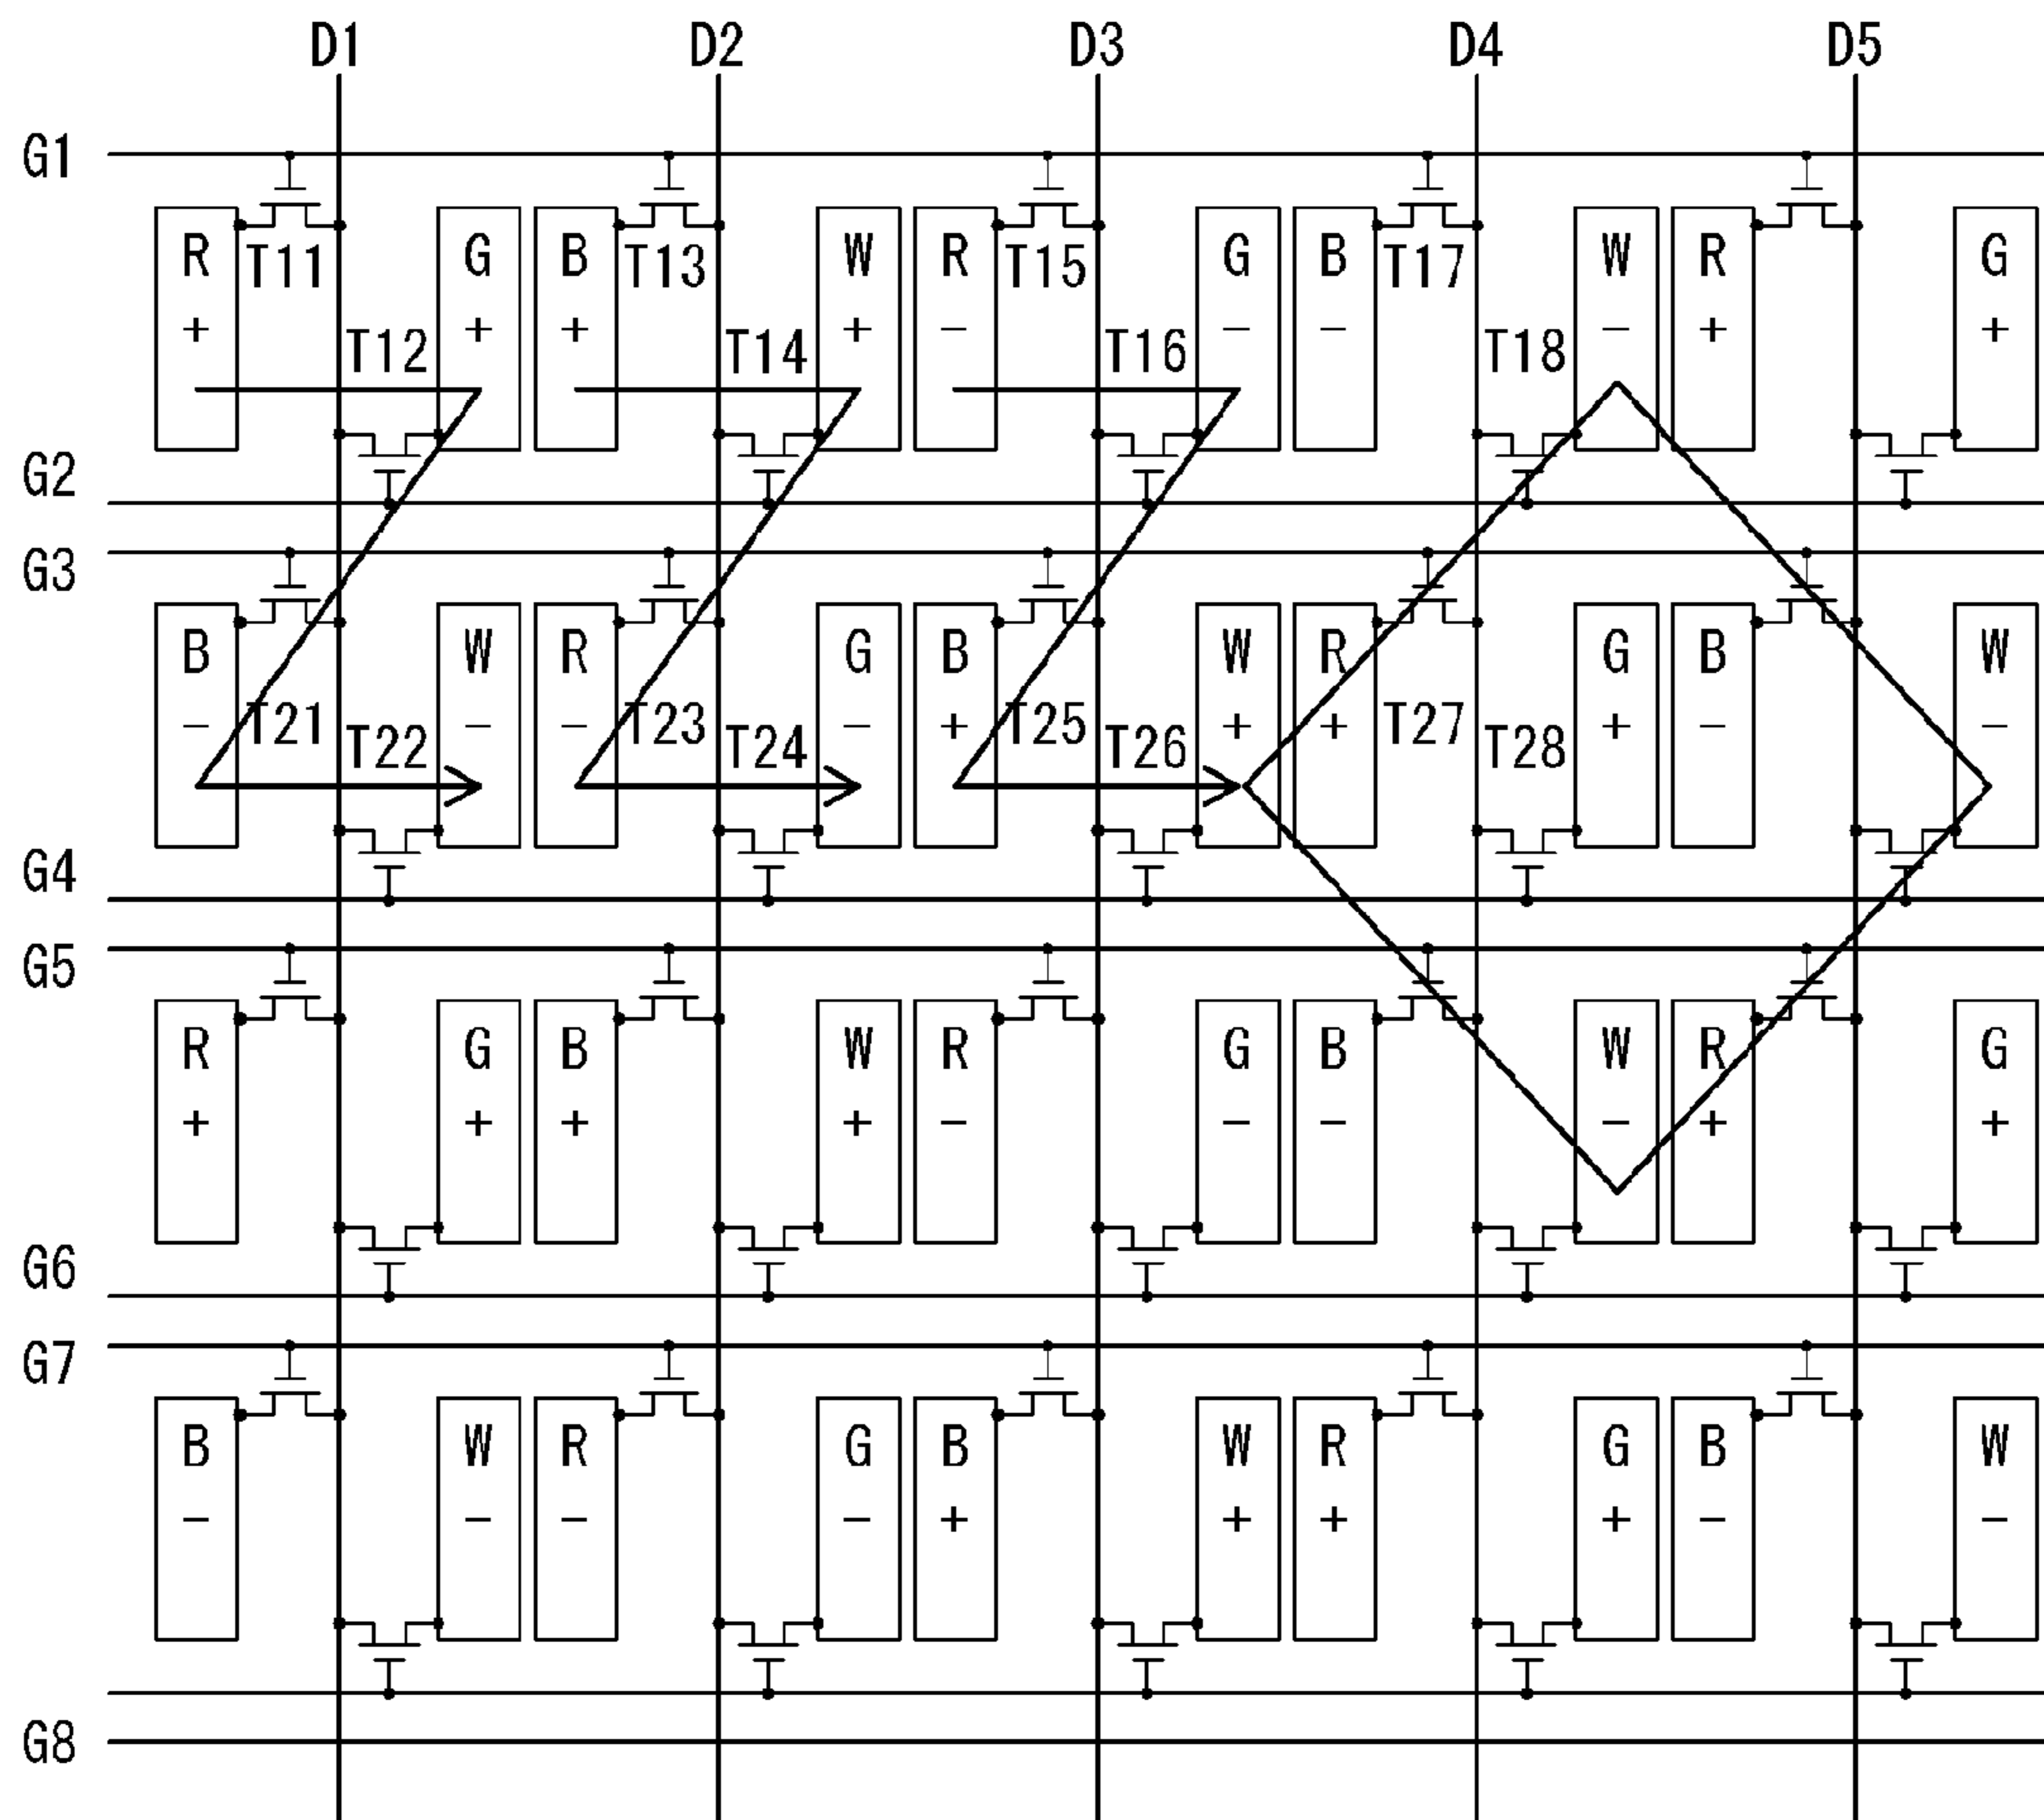 D1 D2 D3 D4 D5
G1
R T11 G B T13 W R T15 G B T17 W R G
+ T12 + + T14 + − T16 − − T18 − + +
G2
G3
B W R G B W R G B W
− T21 T22 − − T23 T24 − + T25 T26 + + T27 T28 + − −
G4
G5
R G B W R G B W R G
+ + + + − − − − + +
G6
G7
B W R G B W R G B W
− − − − + + + + − −
G8